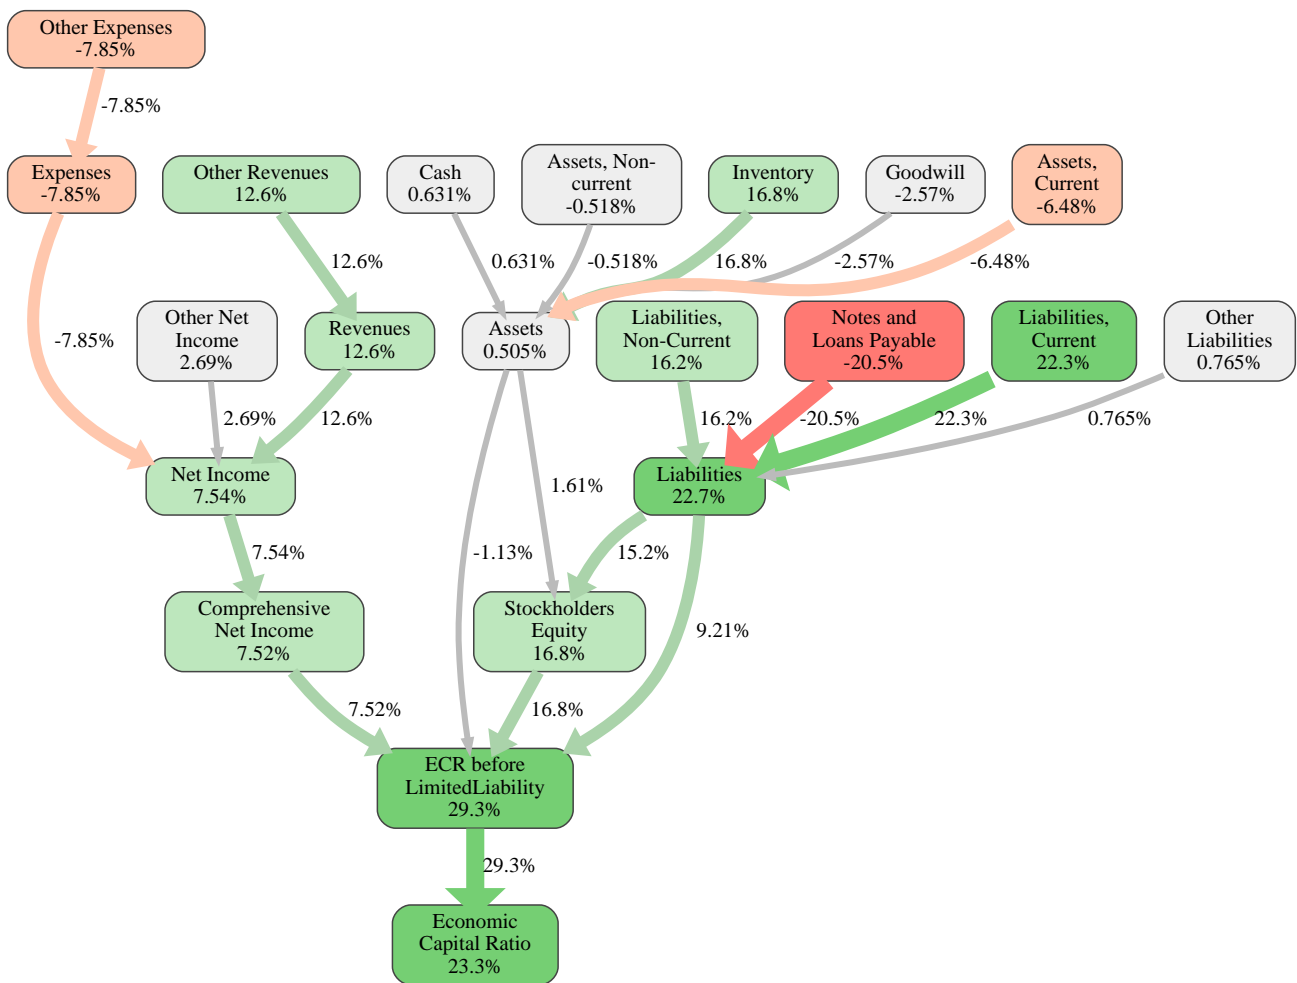 Other Expenses
-7.85%
-7.85%
Expenses
-7.85%
Other Revenues
12.6%
Cash
0.631%
Assets, Non-
current
-0.518%
Inventory
16.8%
Goodwill
-2.57%
Assets,
Current
-6.48%
12.6%
0.631%
-0.518%
16.8%
-2.57%
-6.48%
-7.85%
Other Net
Income
2.69%
Revenues
12.6%
Assets
0.505%
Liabilities,
Non-Current
16.2%
Notes and
Loans Payable
-20.5%
Liabilities,
Current
22.3%
Other
Liabilities
0.765%
2.69%
12.6%
16.2%
-20.5%
22.3%
0.765%
Net Income
7.54%
1.61%
Liabilities
22.7%
7.54%
-1.13%
15.2%
9.21%
Comprehensive
Net Income
7.52%
Stockholders
Equity
16.8%
7.52%
16.8%
ECR before
LimitedLiability
29.3%
29.3%
Economic
Capital Ratio
23.3%